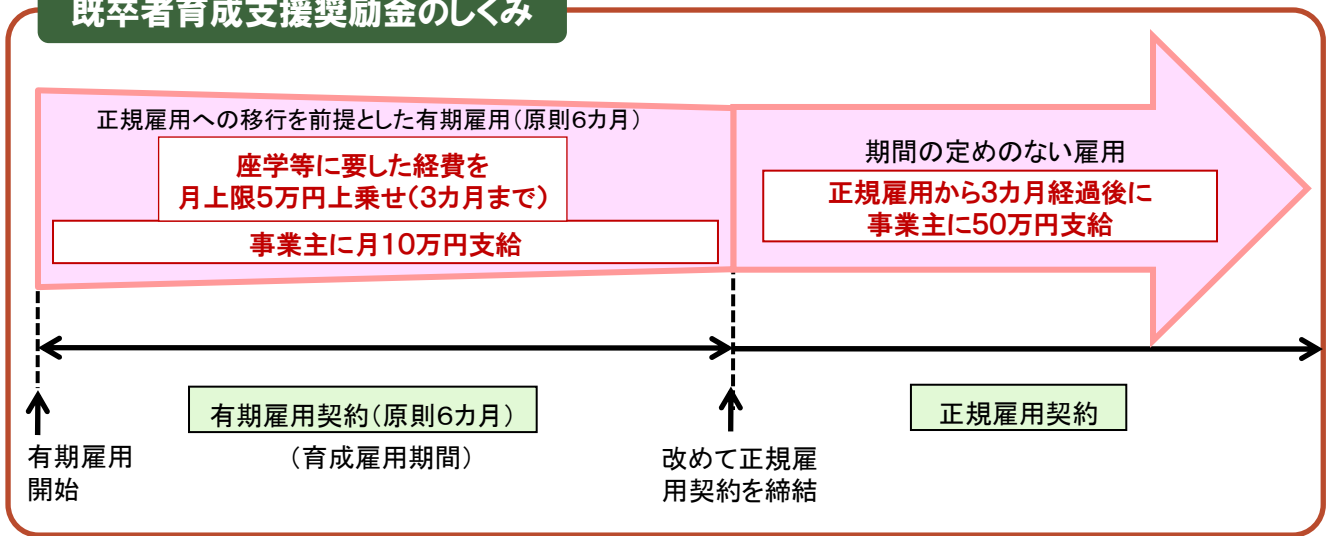 既卒者育成支援奨励金のしくみ
正規雇用への移行を前提とした有期雇用(原則6カ月)
座学等に要した経費を
月上限5万円上乗せ(3カ月まで)
事業主に月10万円支給
期間の定めのない雇用
正規雇用から3カ月経過後に
事業主に50万円支給
有期雇用契約(原則6カ月)
(育成雇用期間)
正規雇用契約
有期雇用
開始
改めて正規雇
用契約を締結